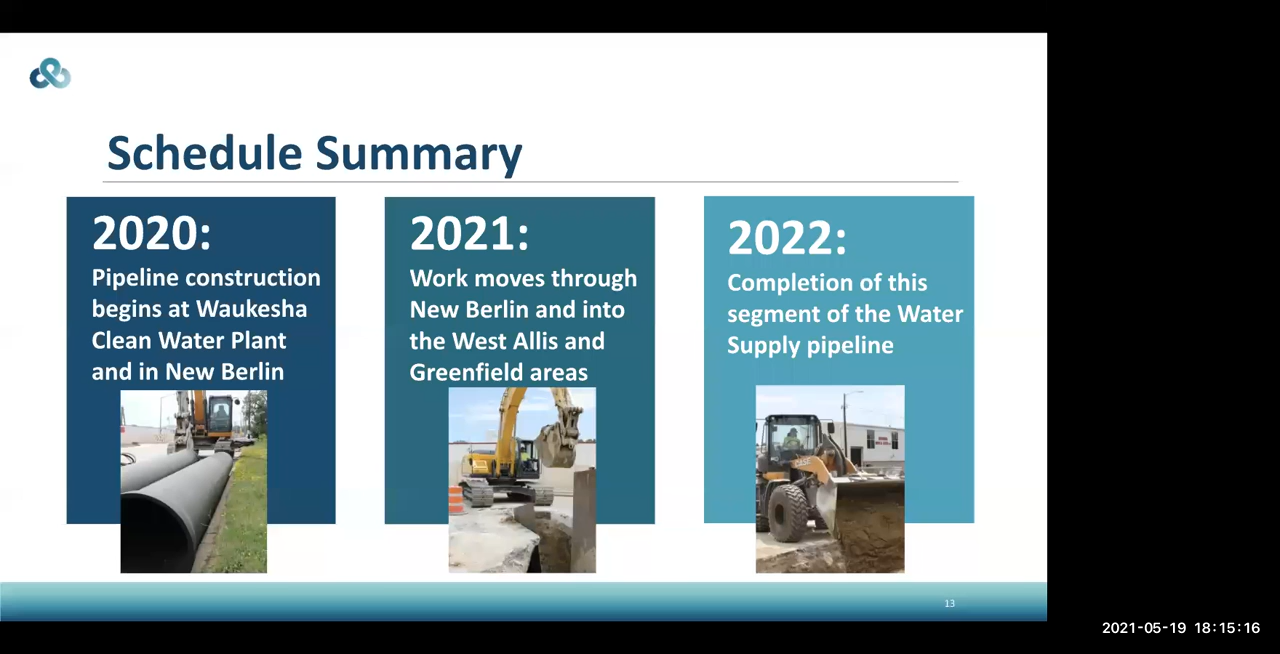 Schedule Summary
2020:
Pipeline construction
begins at Waukesha
Clean Water Plant
and in New Berlin
2021:
Work moves through
New Berlin and into
the West Allis and
Greenfield areas
2022:
Completion of this
segment of the Water
Supply pipeline
13
2021-05-19 18:15:16